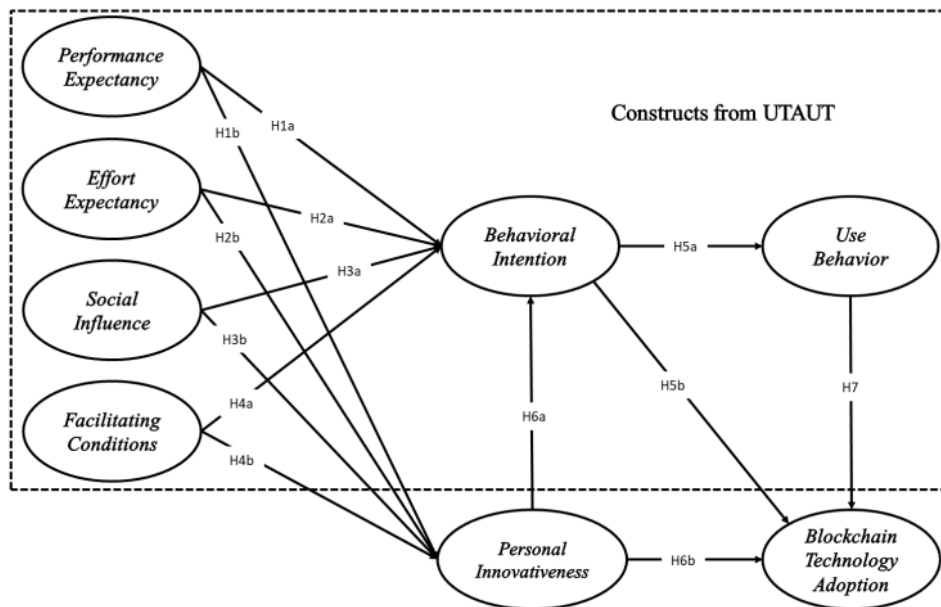 Performance
Expectancy
H1a
H1b
Constructs from UTAUT
Effort
Expectancy
H2a
H2b
Behavioral
Intention
H5a
Use
Behavior
Social
Influence
H3a
H3b
Facilitating
Conditions
H4a
H4b
H6a
H5b
H7
Personal
Innovativeness
H6b
Blockchain
Technology
Adoption